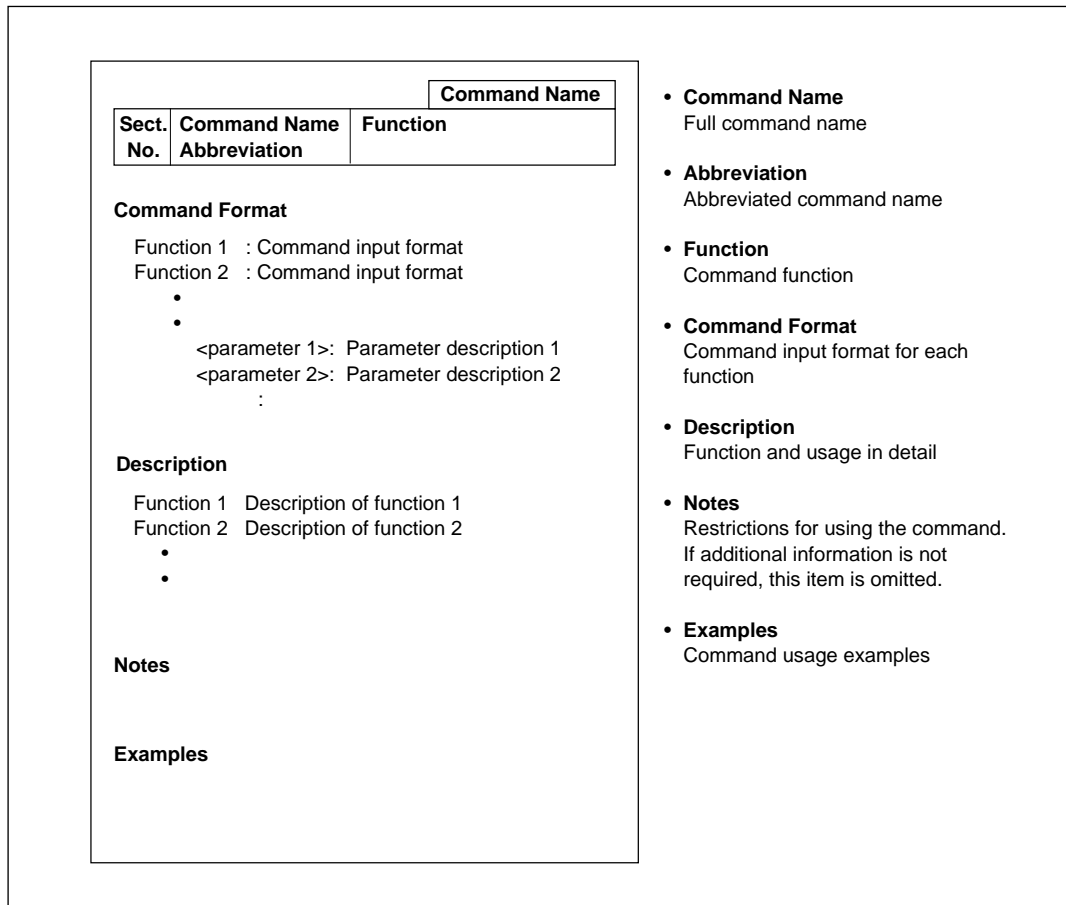 Command Name
Sect. Command Name Function
No. Abbreviation
Command Format
Function 1 : Command input format
Function 2 : Command input format
•
•
<parameter 1>: Parameter description 1
<parameter 2>: Parameter description 2
:
Description
Function 1 Description of function 1
Function 2 Description of function 2
•
•
Notes
Examples
• Command Name
Full command name
• Abbreviation
Abbreviated command name
• Function
Command function
• Command Format
Command input format for each
function
• Description
Function and usage in detail
• Notes
Restrictions for using the command.
If additional information is not
required, this item is omitted.
• Examples
Command usage examples